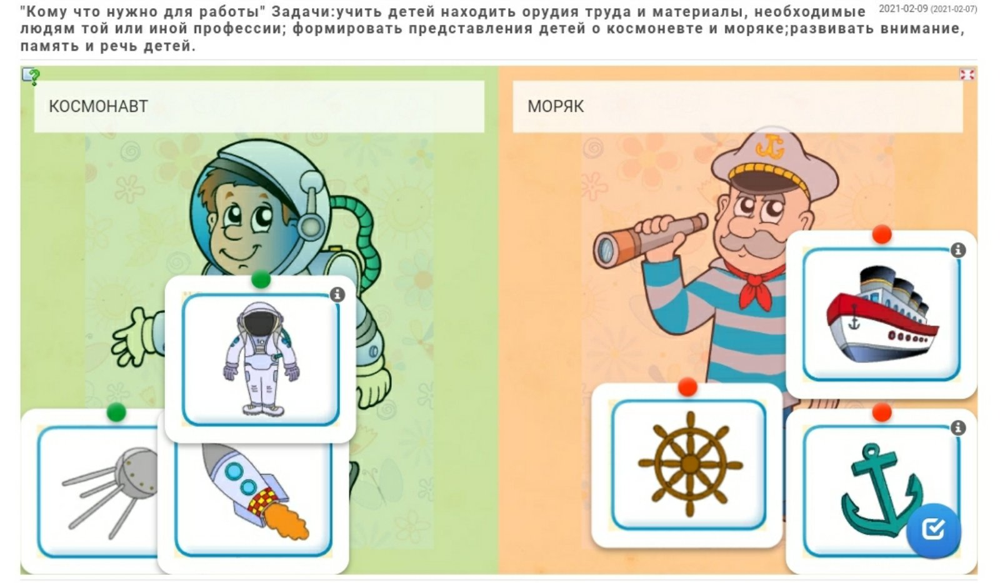 "Кому что нужно для работы" Задачи:учить детей находить орудия труда и материалы, необходимые
2021-02-09 (2021-02-07)
людям той или иной профессии; формировать представления детей о космоневте и моряке;развивать внимание,
память и речь детей.
КОСМОНАВТ
МОРЯК